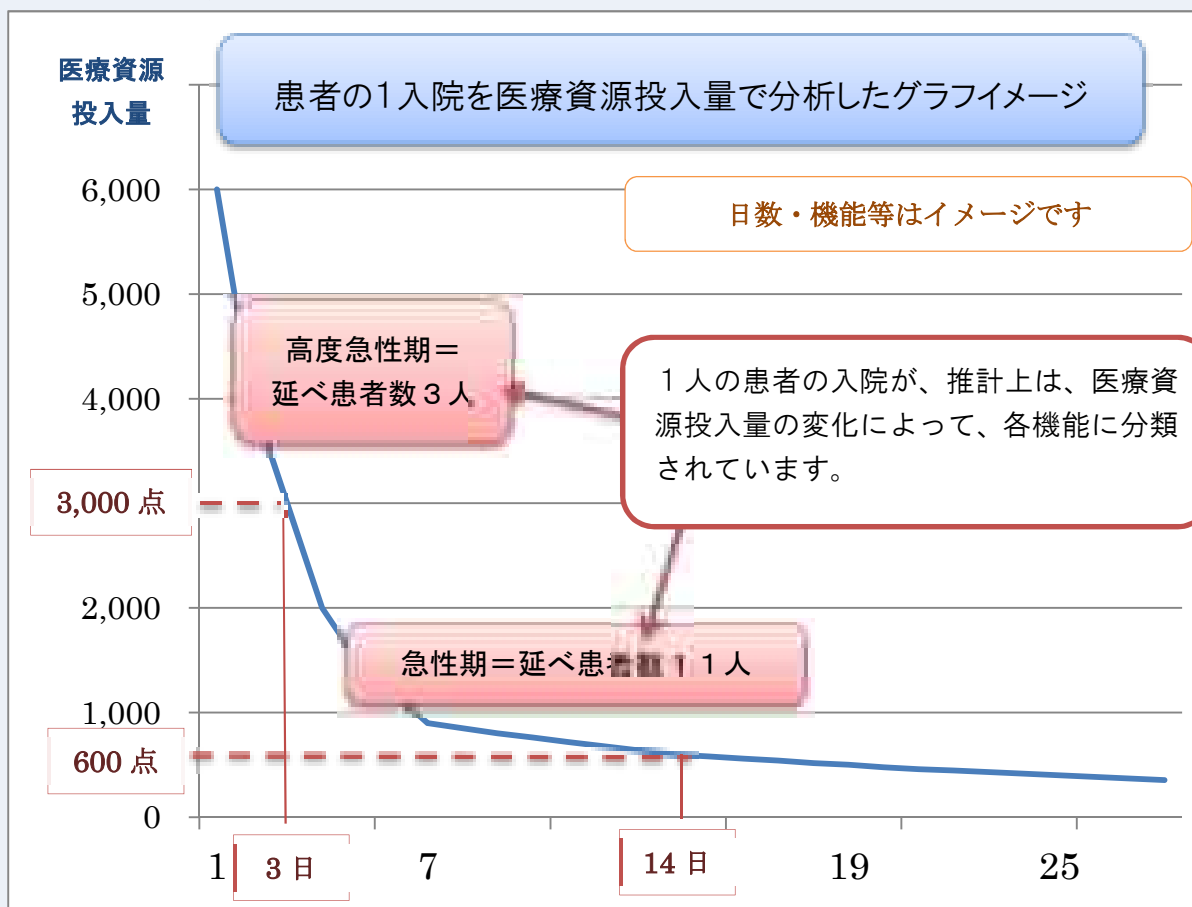 医療資源
投入量
患者の1入院を医療資源投入量で分析したグラフイメージ
日数・機能等はイメージです
6,000
5,000
高度急性期＝
延べ患者数３人
１人の患者の入院が、推計上は、医療資
源投入量の変化によって、各機能に分類
されています。
4,000
3,000 点
2,000
急性期＝延べ患者数１１人
1,000
600 点
0
1
3 日
7
14 日
19
25